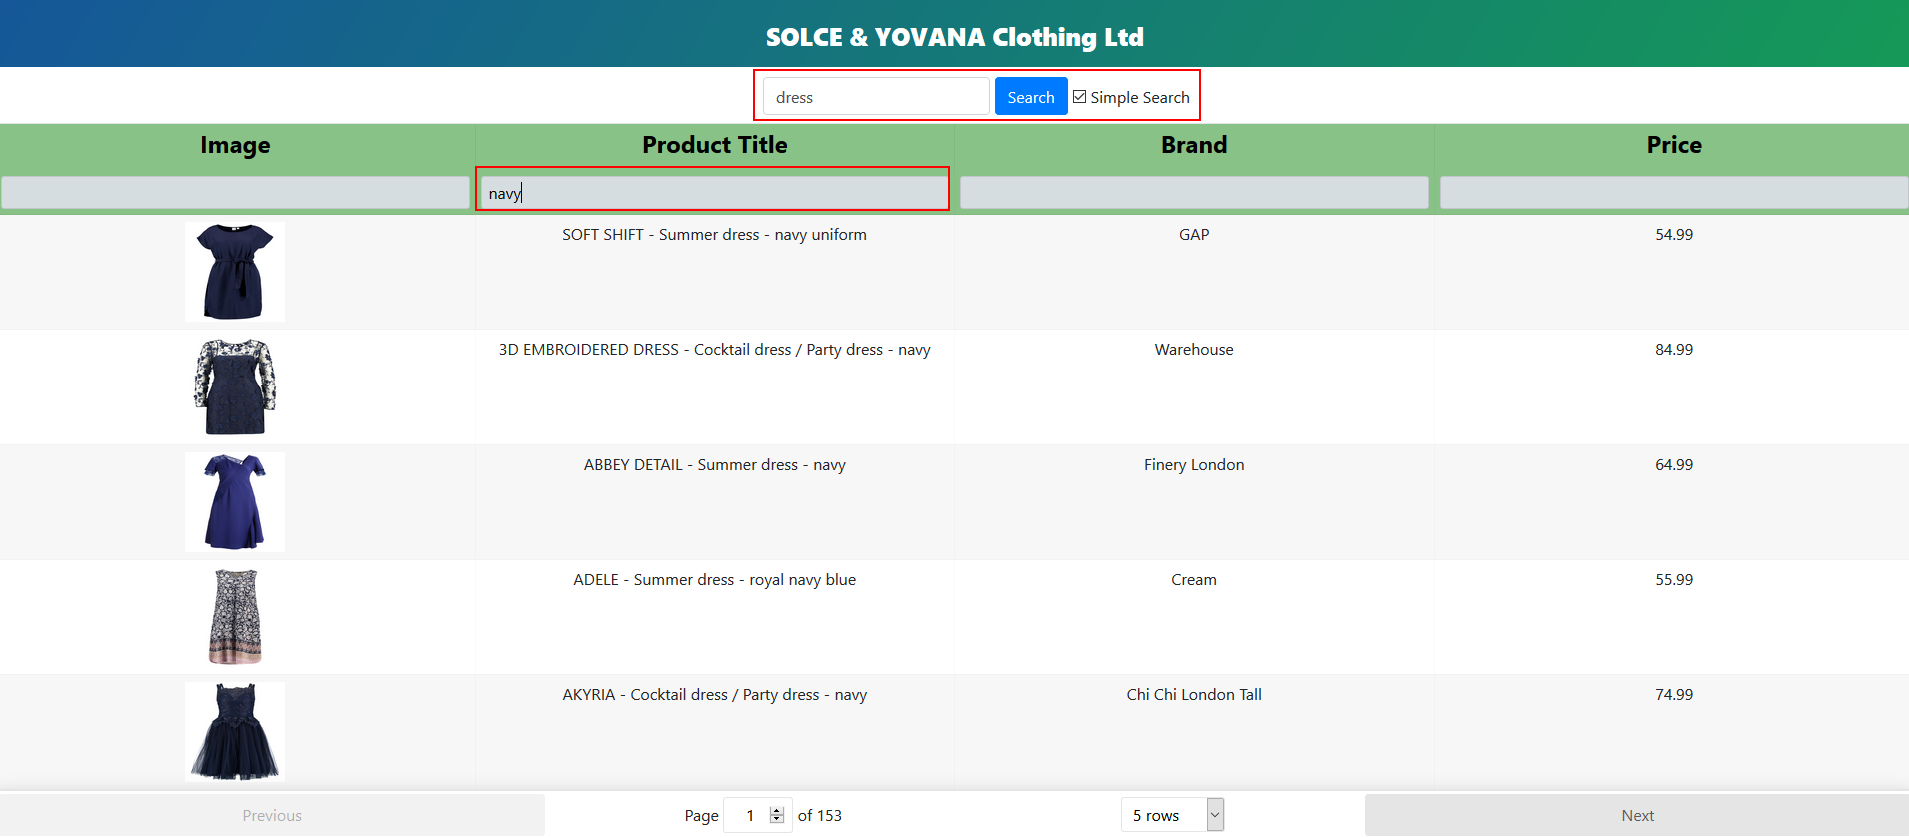 SOLCE & YOVANA Clothing Ltd
dress Search Simple Search
Image Product Title Brand Price
navy
SOFT SHIFT - Summer dress - navy uniform GAP 54.99
3D EMBROIDERED DRESS - Cocktail dress / Party dress - navy Warehouse 84.99
ABBEY DETAIL - Summer dress - navy Finery London 64.99
ADELE - Summer dress - royal navy blue Cream 55.99
AKYRIA - Cocktail dress / Party dress - navy Chi Chi London Tall 74.99
Previous Page 1 of 153 5 rows Next